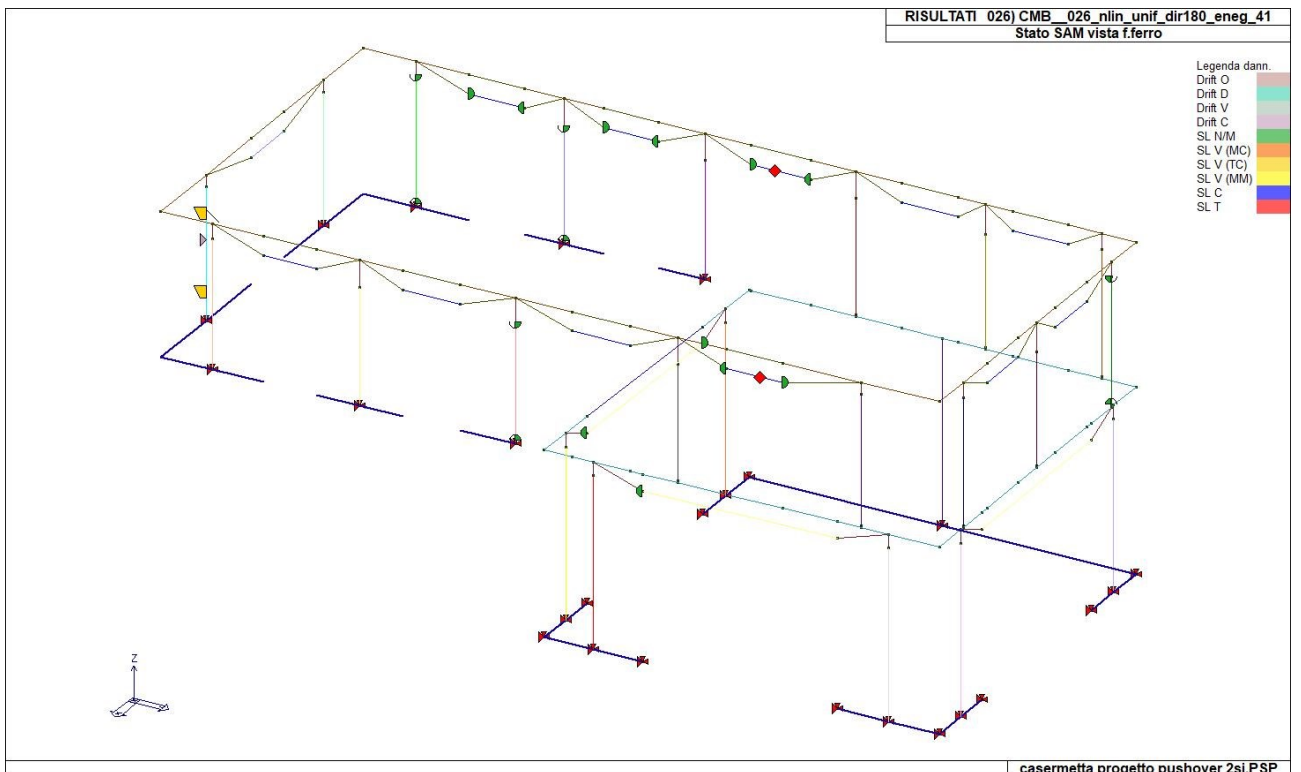 RISULTATI 026) CMB__026_nlin_unif_dir180_eneg_41
Stato SAM vista f.ferro
Legenda dann.
Drift O
Drift D
Drift V
Drift C
SL N/M
SL V (MC)
SL V (TC)
SL V (MM)
SL C
SL T
Z
casermetta progetto pushover 2si.PSP